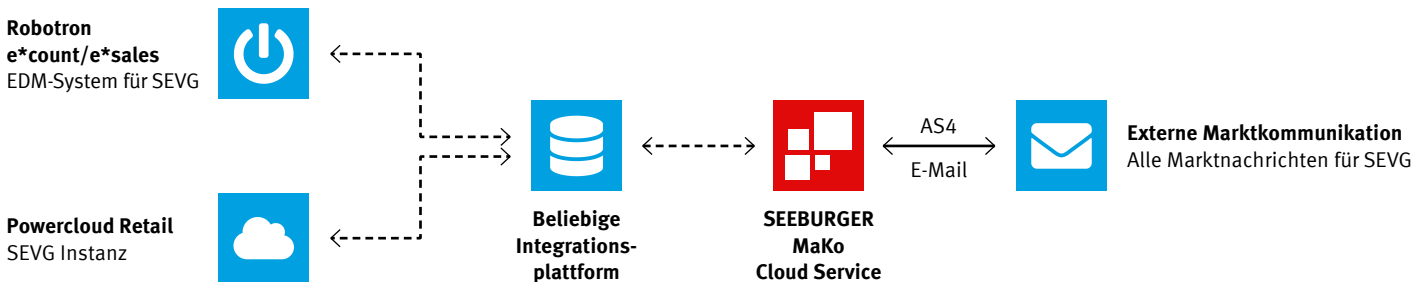 Robotron
e*count/e*sales
EDM-System für SEVG
Powercloud Retail
SEVG Instanz
Beliebige
Integrations-
plattform
SEEBURGER
MaKo
Cloud Service
AS4
E-Mail
Externe Marktkommunikation
Alle Marktnachrichten für SEVG